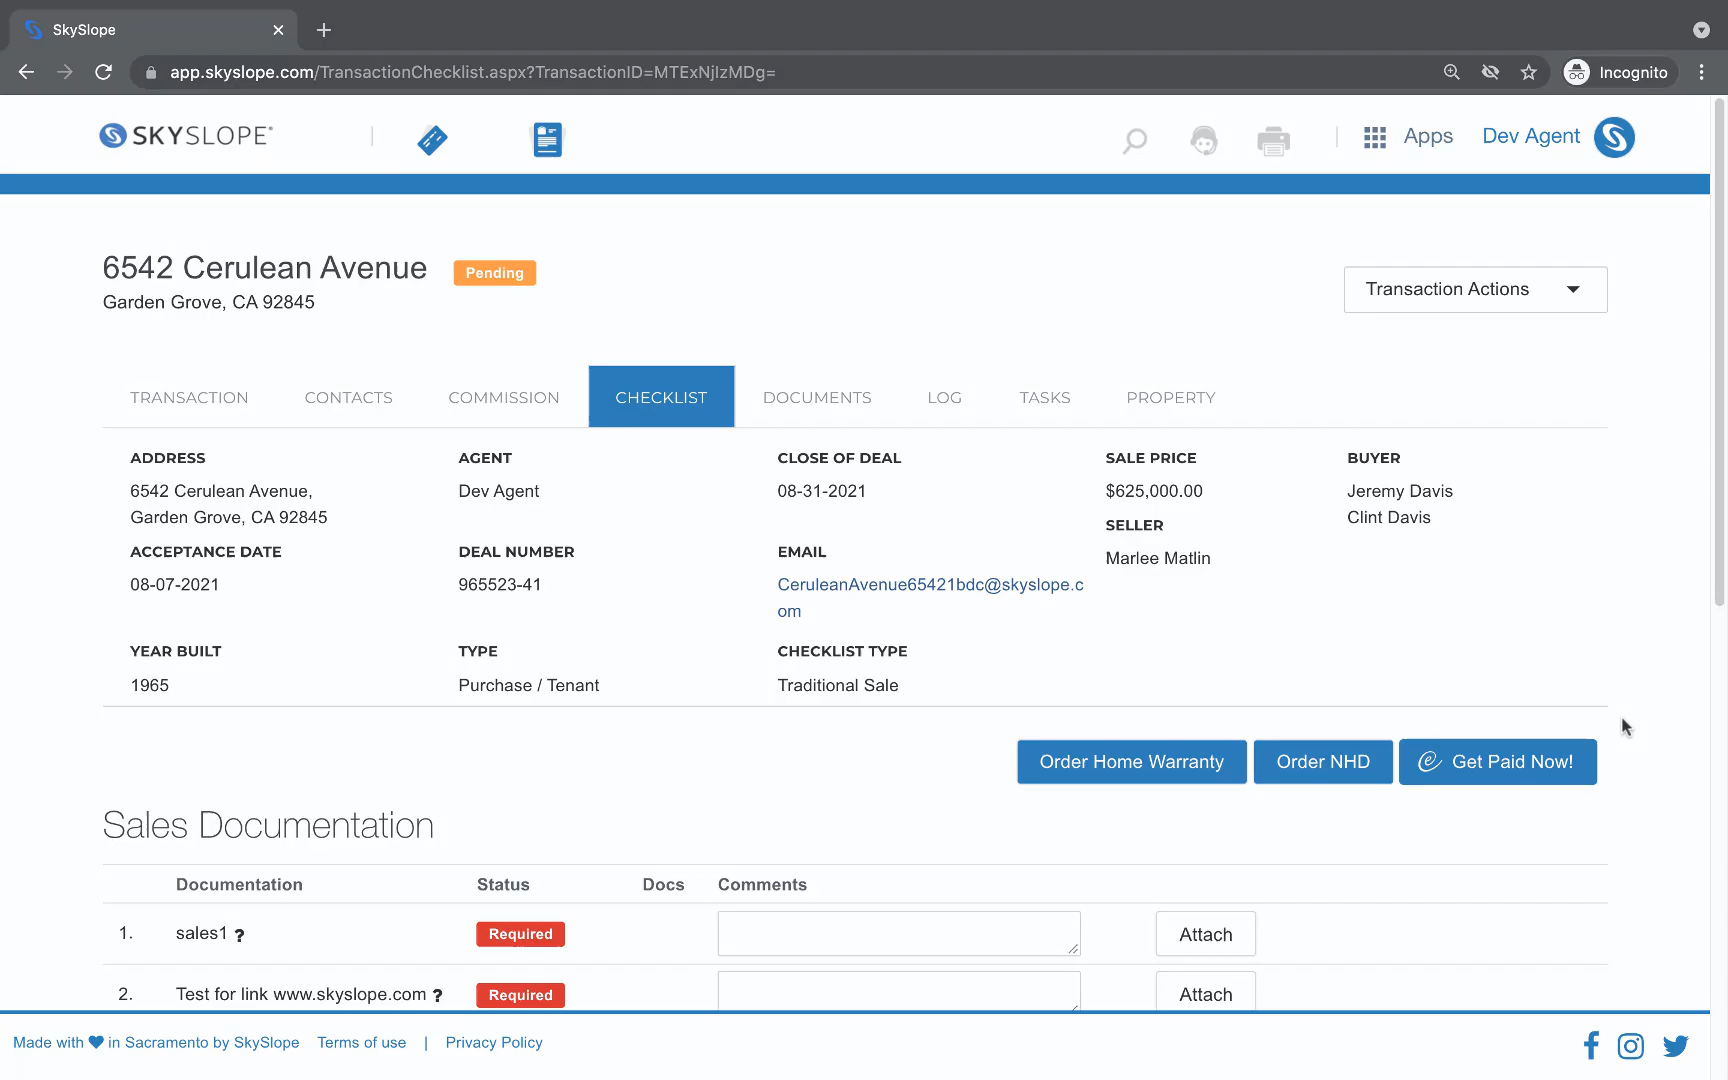 SkySlope
app.skyslope.com/TransactionChecklist.aspx?TransactionID=MTExNjIzMDg=
Incognito
SKYSLOPE
Apps
Dev Agent
6542 Cerulean Avenue
Pending
Garden Grove, CA 92845
Transaction Actions
TRANSACTION CONTACTS COMMISSION CHECKLIST DOCUMENTS LOG TASKS PROPERTY
ADDRESS
6542 Cerulean Avenue,
Garden Grove, CA 92845
AGENT
Dev Agent
CLOSE OF DEAL
08-31-2021
SALE PRICE
$625,000.00
SELLER
Marlee Matlin
BUYER
Jeremy Davis
Clint Davis
ACCEPTANCE DATE
08-07-2021
DEAL NUMBER
965523-41
EMAIL
CeruleanAvenue65421bdc@skyslope.c
om
YEAR BUILT
1965
TYPE
Purchase / Tenant
CHECKLIST TYPE
Traditional Sale
Order Home Warranty
Order NHD
Get Paid Now!
Sales Documentation
Documentation Status Docs Comments
1. sales1 ? Required Attach
2. Test for link www.skyslope.com ? Required Attach
Made with ♥ in Sacramento by SkySlope Terms of use | Privacy Policy